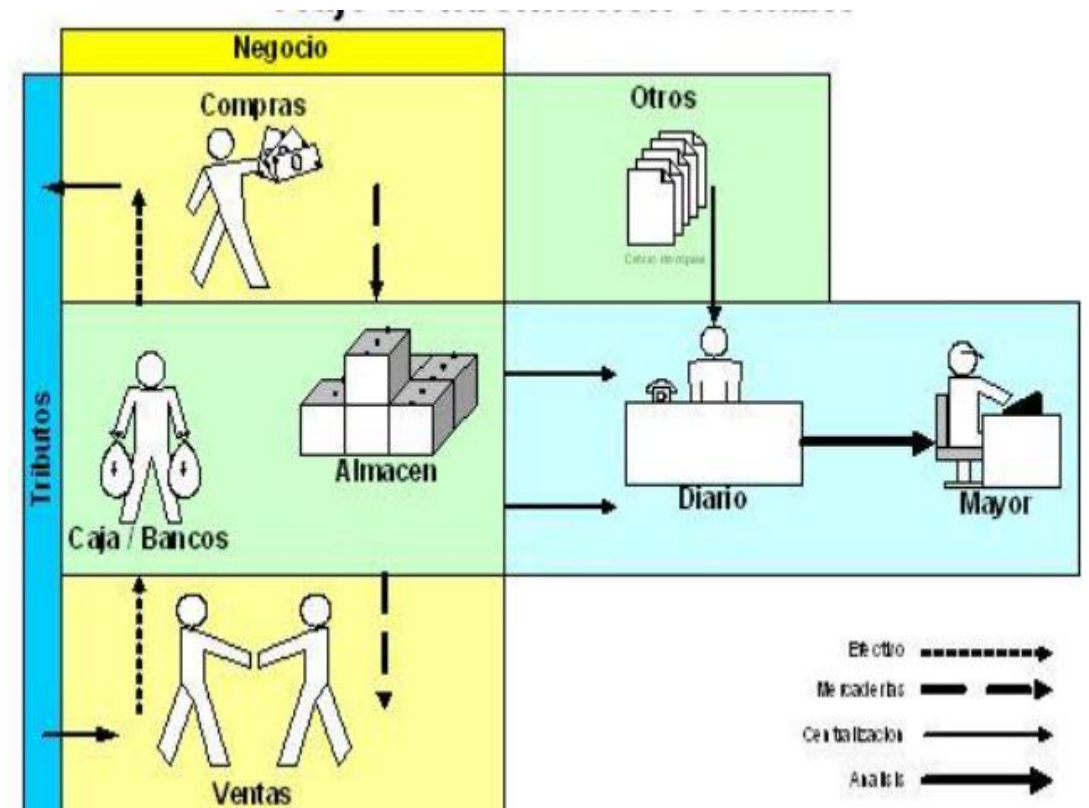 Negocio
Compras
Otros
Tributos
Almacen
Caja / Bancos
Diario
Mayor
Ventas
Efectivo
Mercaderias
Centralizacion
Analisis